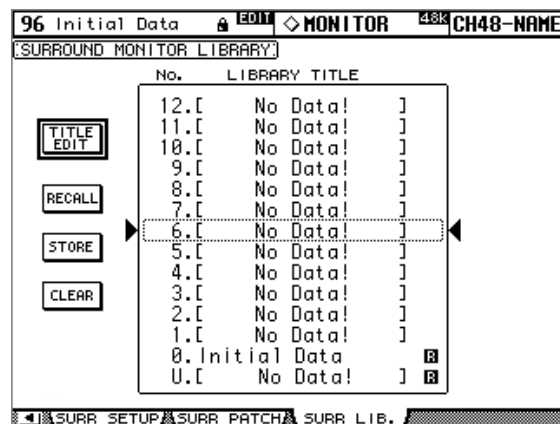 96 Initial Data EDIT ◇MONITOR 48K CH48-NAME
SURROUND MONITOR LIBRARY
No. LIBRARY TITLE
12.[ No Data! ]
11.[ No Data! ]
10.[ No Data! ]
9.[ No Data! ]
8.[ No Data! ]
7.[ No Data! ]
6.[ No Data! ]
5.[ No Data! ]
4.[ No Data! ]
3.[ No Data! ]
2.[ No Data! ]
1.[ No Data! ]
0.Initial Data R
U.[ No Data! ] R
TITLE
EDIT
RECALL
STORE
CLEAR
SURR SETUP SURR PATCH SURR LIB.